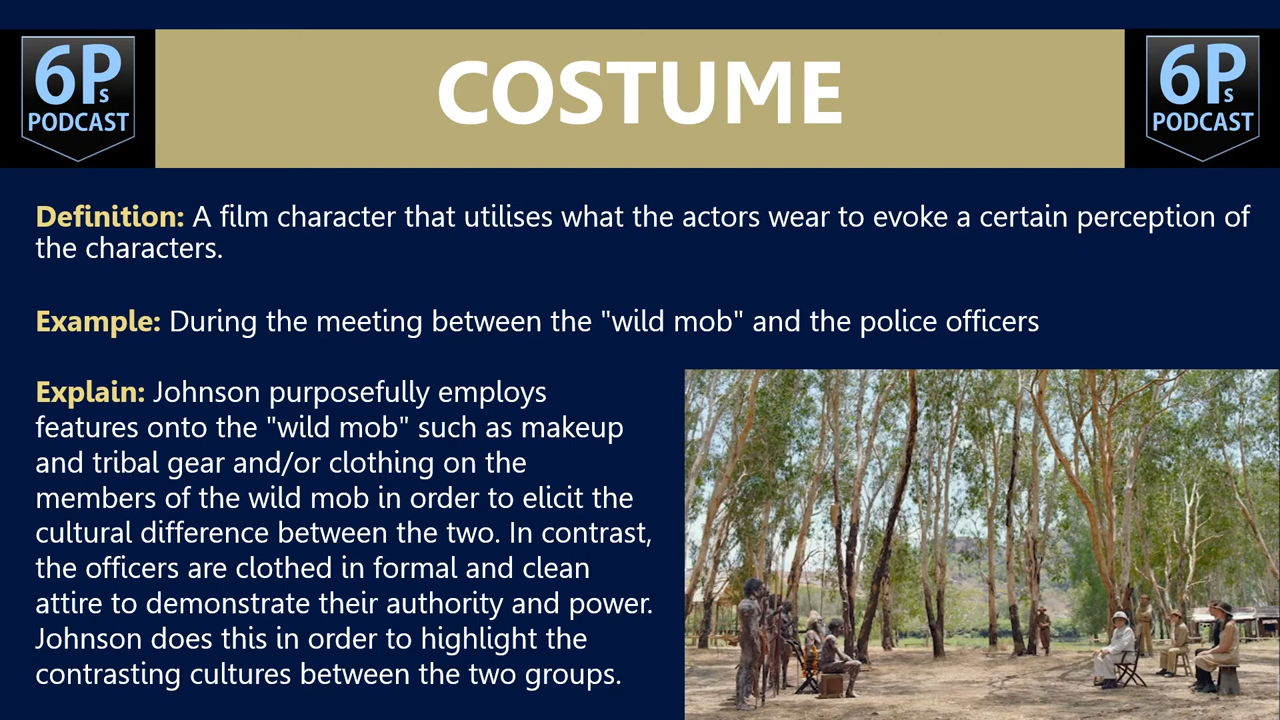 6Ps
PODCAST
COSTUME
6Ps
PODCAST
Definition: A film character that utilises what the actors wear to evoke a certain perception of
the characters.
Example: During the meeting between the "wild mob" and the police officers
Explain: Johnson purposefully employs
features onto the "wild mob" such as makeup
and tribal gear and/or clothing on the
members of the wild mob in order to elicit the
cultural difference between the two. In contrast,
the officers are clothed in formal and clean
attire to demonstrate their authority and power.
Johnson does this in order to highlight the
contrasting cultures between the two groups.